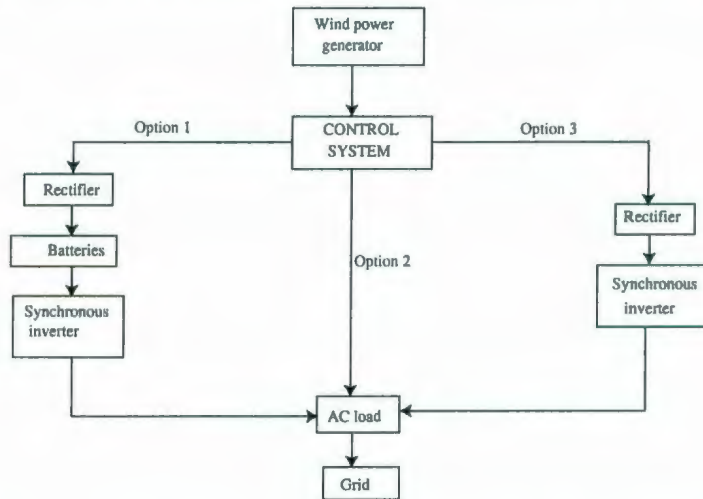 Wind power
generator
Option 1
CONTROL
SYSTEM
Option 3
Rectifier
Batteries
Synchronous
inverter
Option 2
Rectifier
Synchronous
inverter
AC load
Grid